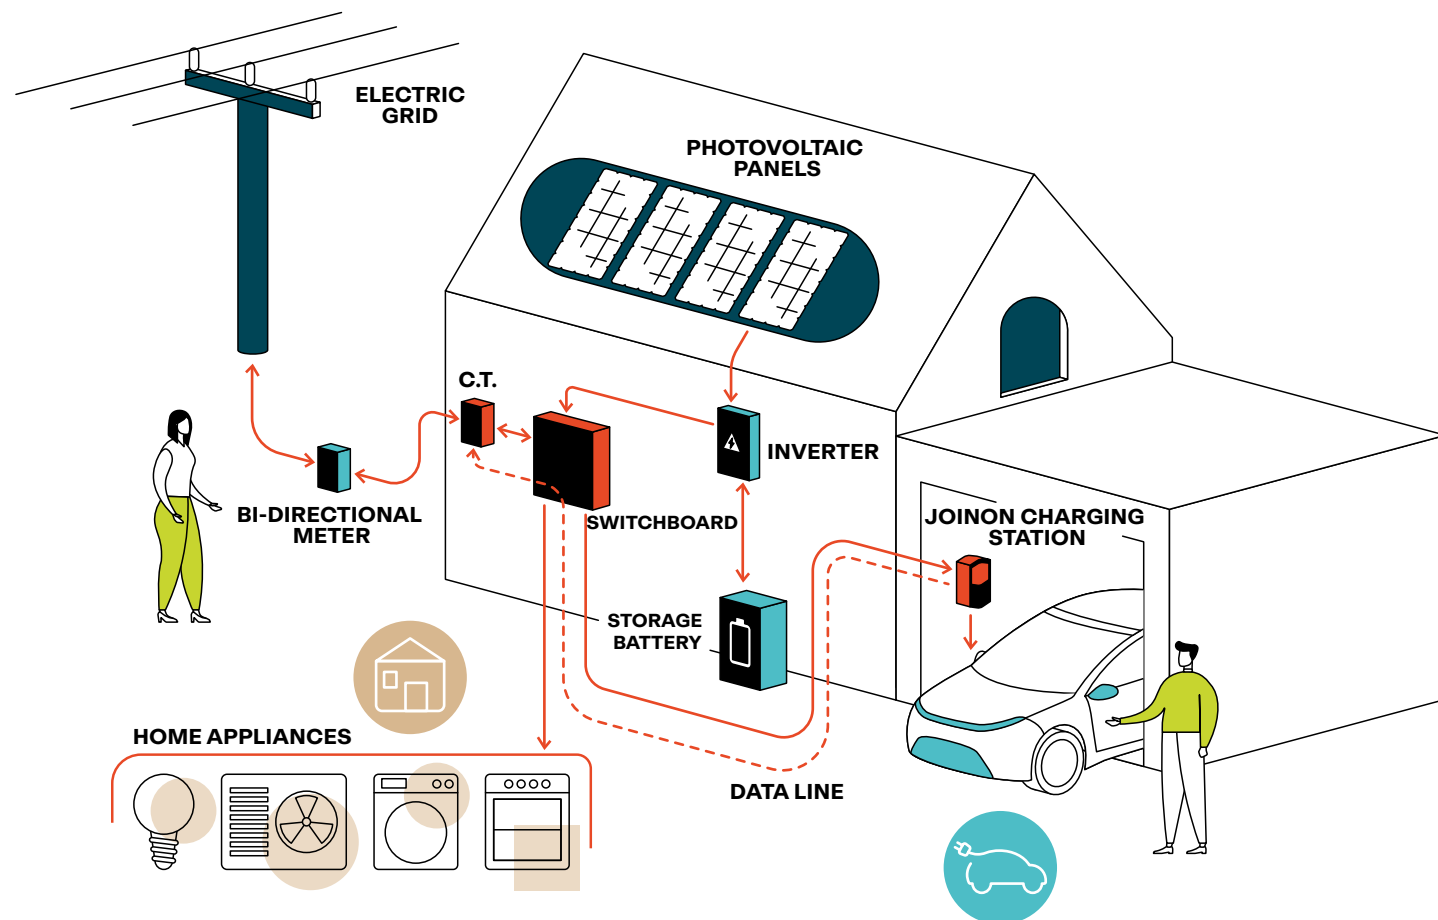 ELECTRIC
GRID
PHOTOVOLTAIC
PANELS
C.T.
INVERTER
BI-DIRECTIONAL
METER
SWITCHBOARD
JOINON CHARGING
STATION
STORAGE
BATTERY
HOME APPLIANCES
DATA LINE